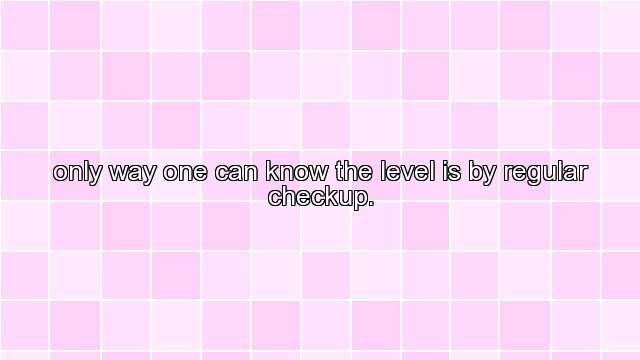 only way one can know the level is by regular
checkup.